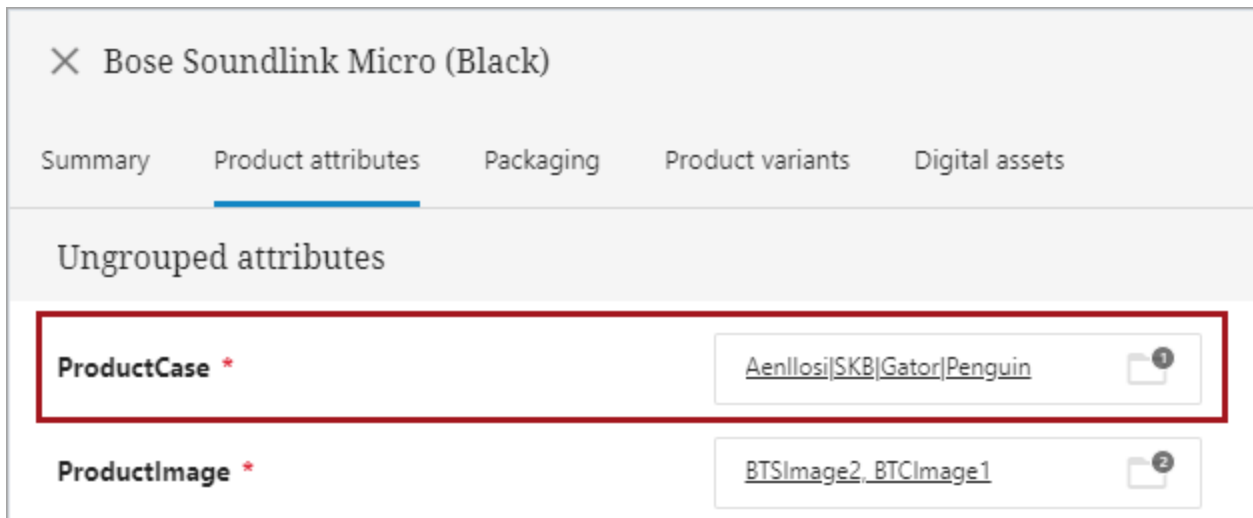 Bose Soundlink Micro (Black)
Summary Product attributes Packaging Product variants Digital assets
Ungrouped attributes
ProductCase * Aenllosi|SKB|Gator|Penguin 1
ProductImage * BTSImage2, BTCImage1 2